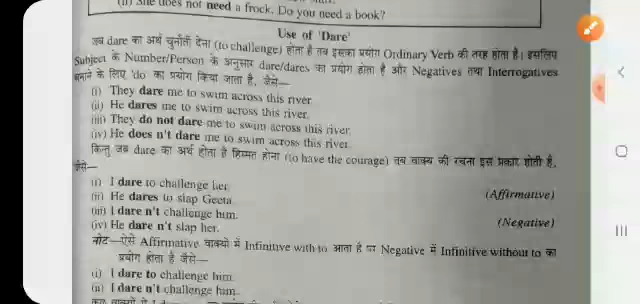 (ii) She does not need a frock. Do you need a book?
Use of 'Dare'
जब dare का अर्थ चुनौती देना (to challenge) होता है तब इसका प्रयोग Ordinary Verb की तरह होता है। इसलिए
Subject के Number/Person के अनुसार dare/dares का प्रयोग होता है और Negatives तथा Interrogatives
बनाने के लिए 'do' का प्रयोग किया जाता है, जैसे—
(i) They dare me to swim across this river
(ii) He dares me to swim across this river.
(iii) They do not dare me to swim across this river.
(iv) He does n't dare me to swim across this river.
किन्तु जब dare का अर्थ होता है हिम्मत होना (to have the courage) तब वाक्य की रचना इस प्रकार होती है,
जैसे—
(i) I dare to challenge her.
(ii) He dares to slap Geeta. (Affirmative)
(iii) I dare n't challenge him.
(iv) He dare n't slap her. (Negative)
नोट—ऐसे Affirmative वाक्यों में Infinitive with to आता है पर Negative में Infinitive without to का
प्रयोग होता है जैसे—
(i) I dare to challenge him.
(ii) I dare n't challenge him.